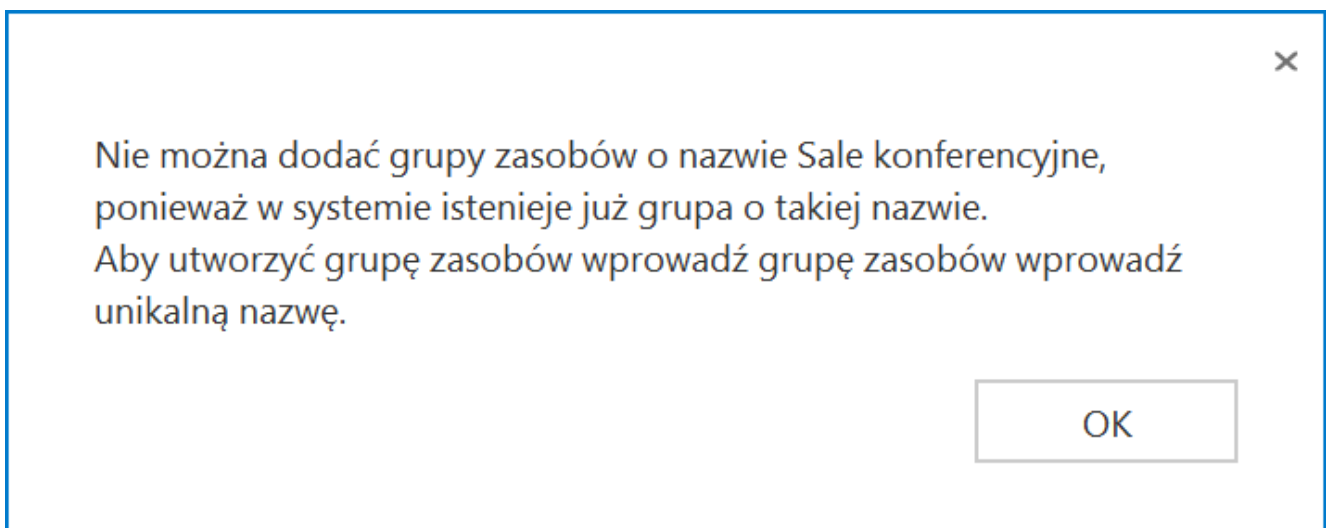 Nie można dodać grupy zasobów o nazwie Sale konferencyjne,
ponieważ w systemie istenieje już grupa o takiej nazwie.
Aby utworzyć grupę zasobów wprowadź grupę zasobów wprowadź
unikalną nazwę.
OK